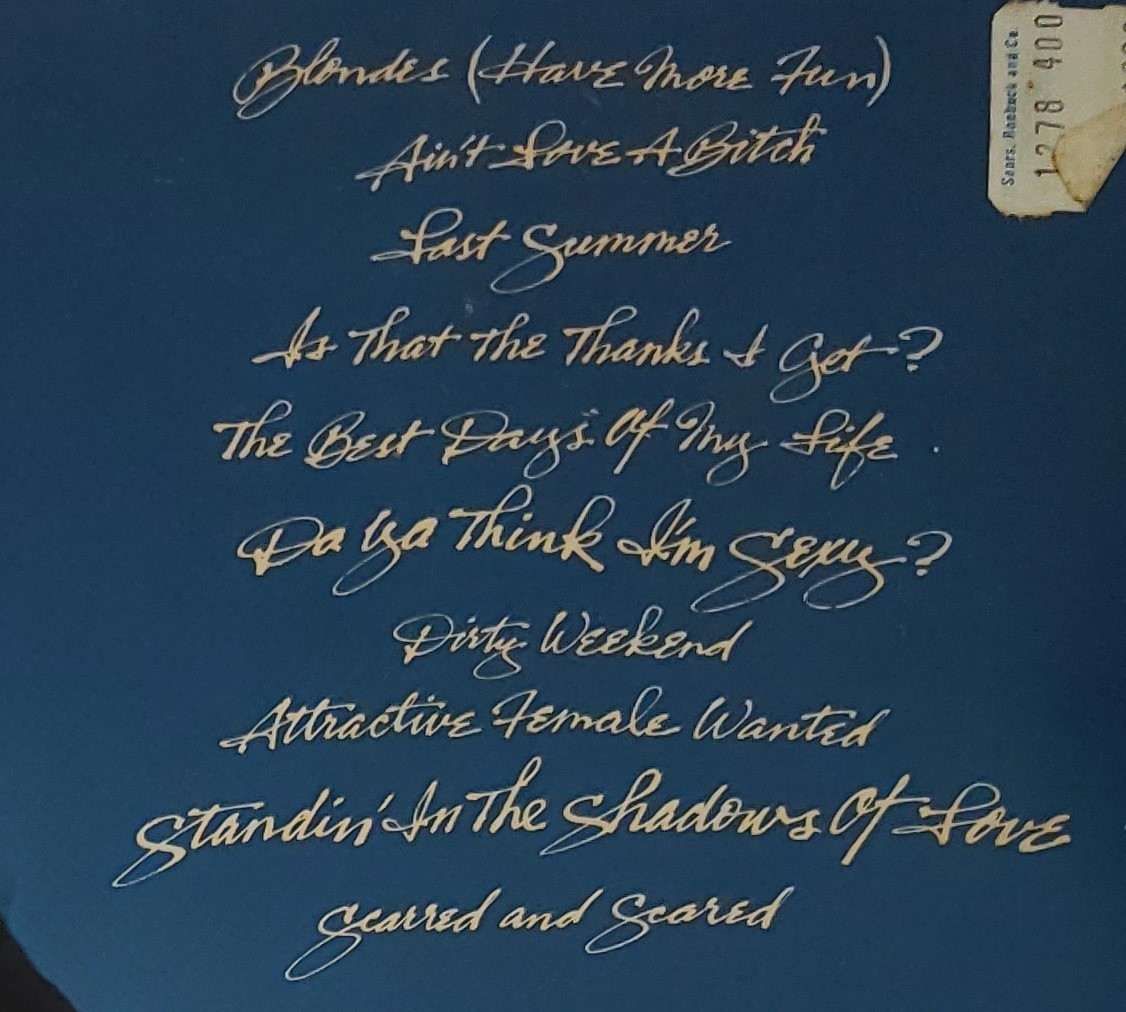 Blondes (Have More Fun)
Ain't Love A Bitch
Last Summer
Is That The Thanks I Get?
The Best Days Of My Life
Da Ya Think I'm Sexy?
Dirty Weekend
Attractive Female Wanted
Standin' In The Shadows Of Love
Scarred and Scared
Sears, Roebuck and Co.
1278 400